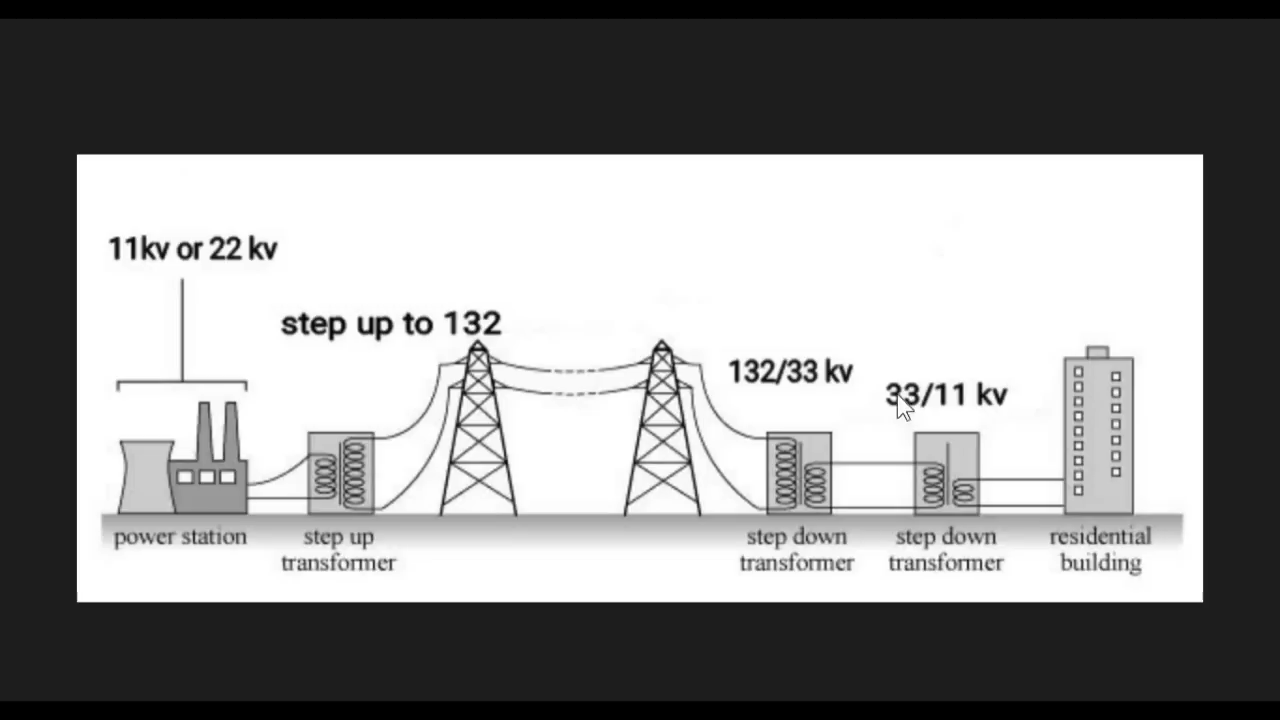 11kv or 22 kv
step up to 132
132/33 kv
33/11 kv
power station
step up
transformer
step down
transformer
step down
transformer
residential
building